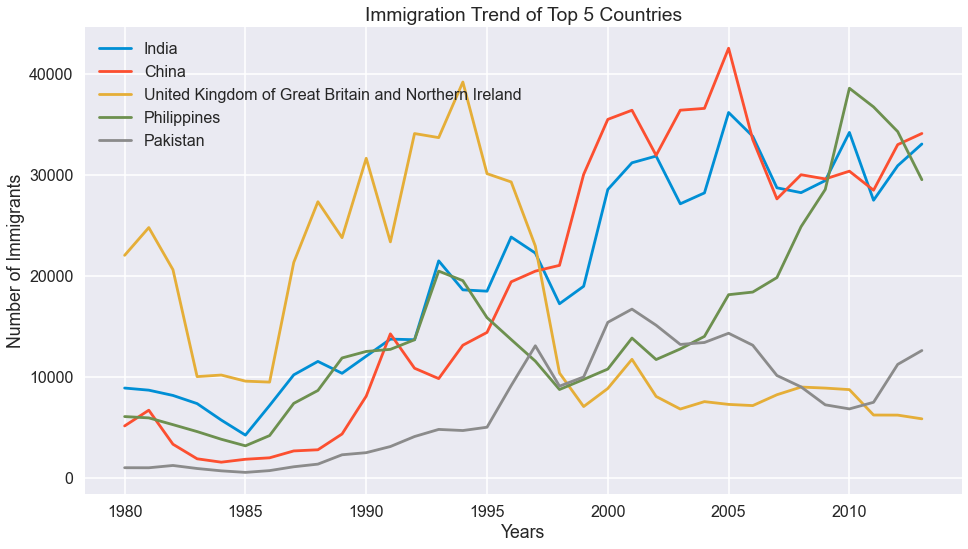 Immigration Trend of Top 5 Countries
India
China
United Kingdom of Great Britain and Northern Ireland
Philippines
Pakistan
Number of Immigrants
40000
30000
20000
10000
0
1980 1985 1990 1995 2000 2005 2010
Years